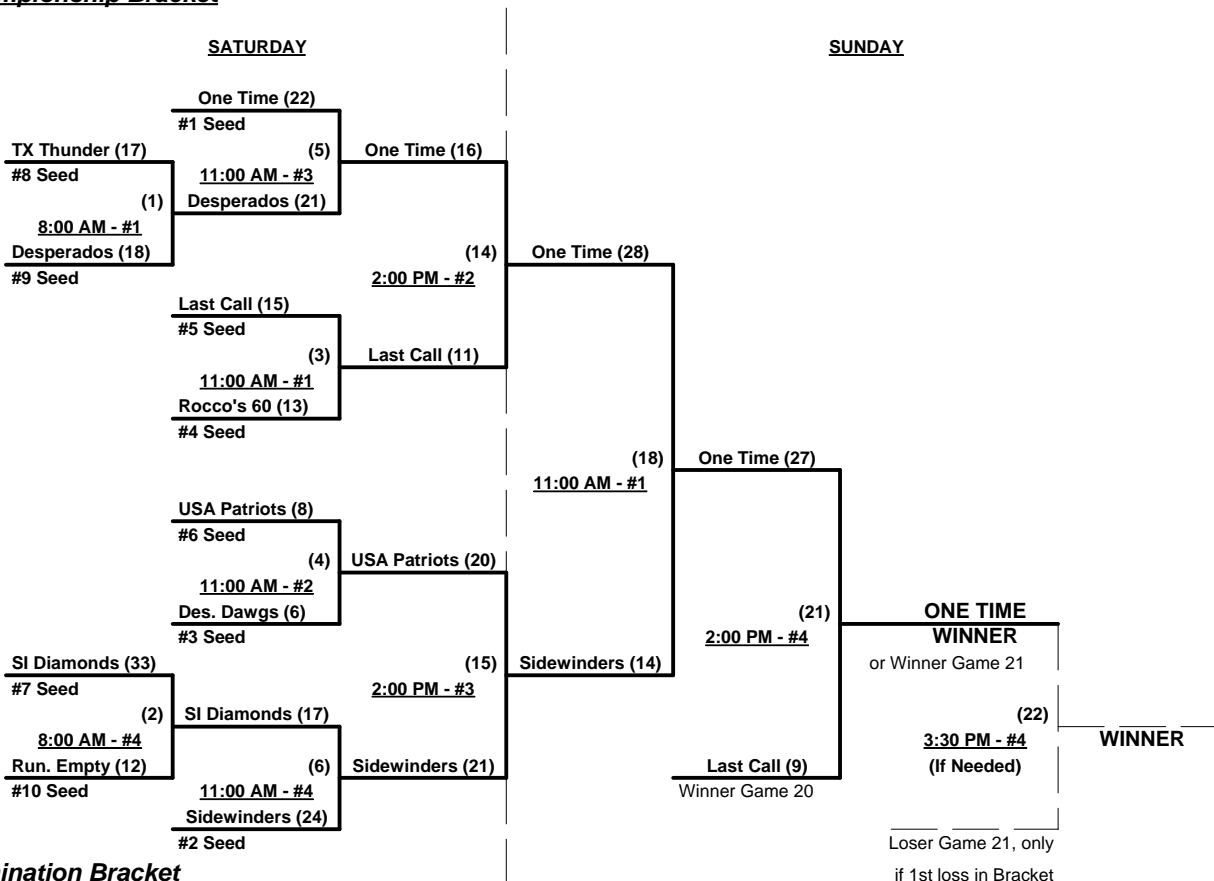 SATURDAY
SUNDAY
One Time (22)
#1 Seed
TX Thunder (17)
(5)
One Time (16)
#8 Seed
11:00 AM - #3
(1)
Desperados (21)
8:00 AM - #1
Desperados (18)
(14)
One Time (28)
#9 Seed
2:00 PM - #2
Last Call (15)
#5 Seed
(3)
Last Call (11)
11:00 AM - #1
Rocco's 60 (13)
#4 Seed
(18)
One Time (27)
11:00 AM - #1
USA Patriots (8)
#6 Seed
(4)
USA Patriots (20)
11:00 AM - #2
Des. Dawgs (6)
(21)
ONE TIME
#3 Seed
2:00 PM - #4
WINNER
SI Diamonds (33)
(15)
Sidewinders (14)
or Winner Game 21
#7 Seed
2:00 PM - #3
(2)
SI Diamonds (17)
(22)
8:00 AM - #4
3:30 PM - #4
WINNER
Run. Empty (12)
(6)
Sidewinders (21)
Last Call (9)
(If Needed)
#10 Seed
11:00 AM - #4
Winner Game 20
Sidewinders (24)
#2 Seed
Loser Game 21, only
ination Bracket
if 1st loss in Bracket